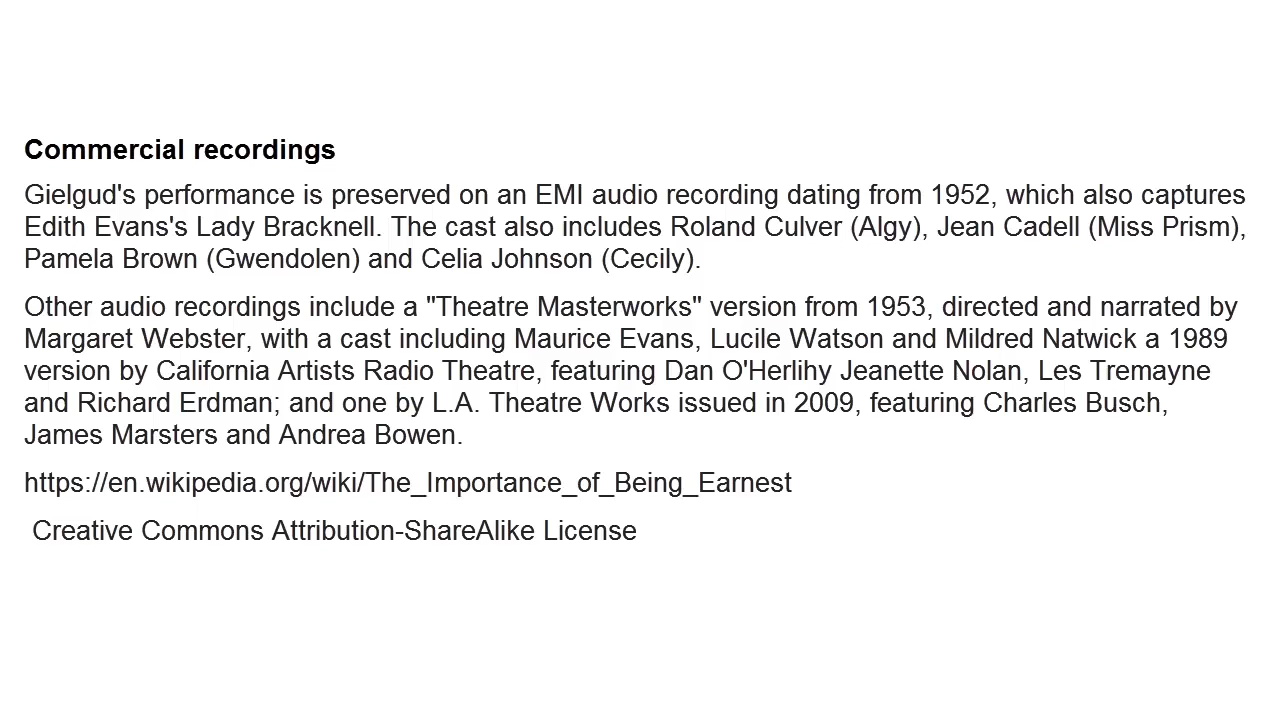 Commercial recordings
Gielgud's performance is preserved on an EMI audio recording dating from 1952, which also captures
Edith Evans's Lady Bracknell. The cast also includes Roland Culver (Algy), Jean Cadell (Miss Prism),
Pamela Brown (Gwendolen) and Celia Johnson (Cecily).
Other audio recordings include a "Theatre Masterworks" version from 1953, directed and narrated by
Margaret Webster, with a cast including Maurice Evans, Lucile Watson and Mildred Natwick a 1989
version by California Artists Radio Theatre, featuring Dan O'Herlihy Jeanette Nolan, Les Tremayne
and Richard Erdman; and one by L.A. Theatre Works issued in 2009, featuring Charles Busch,
James Marsters and Andrea Bowen.
https://en.wikipedia.org/wiki/The_Importance_of_Being_Earnest
Creative Commons Attribution-ShareAlike License